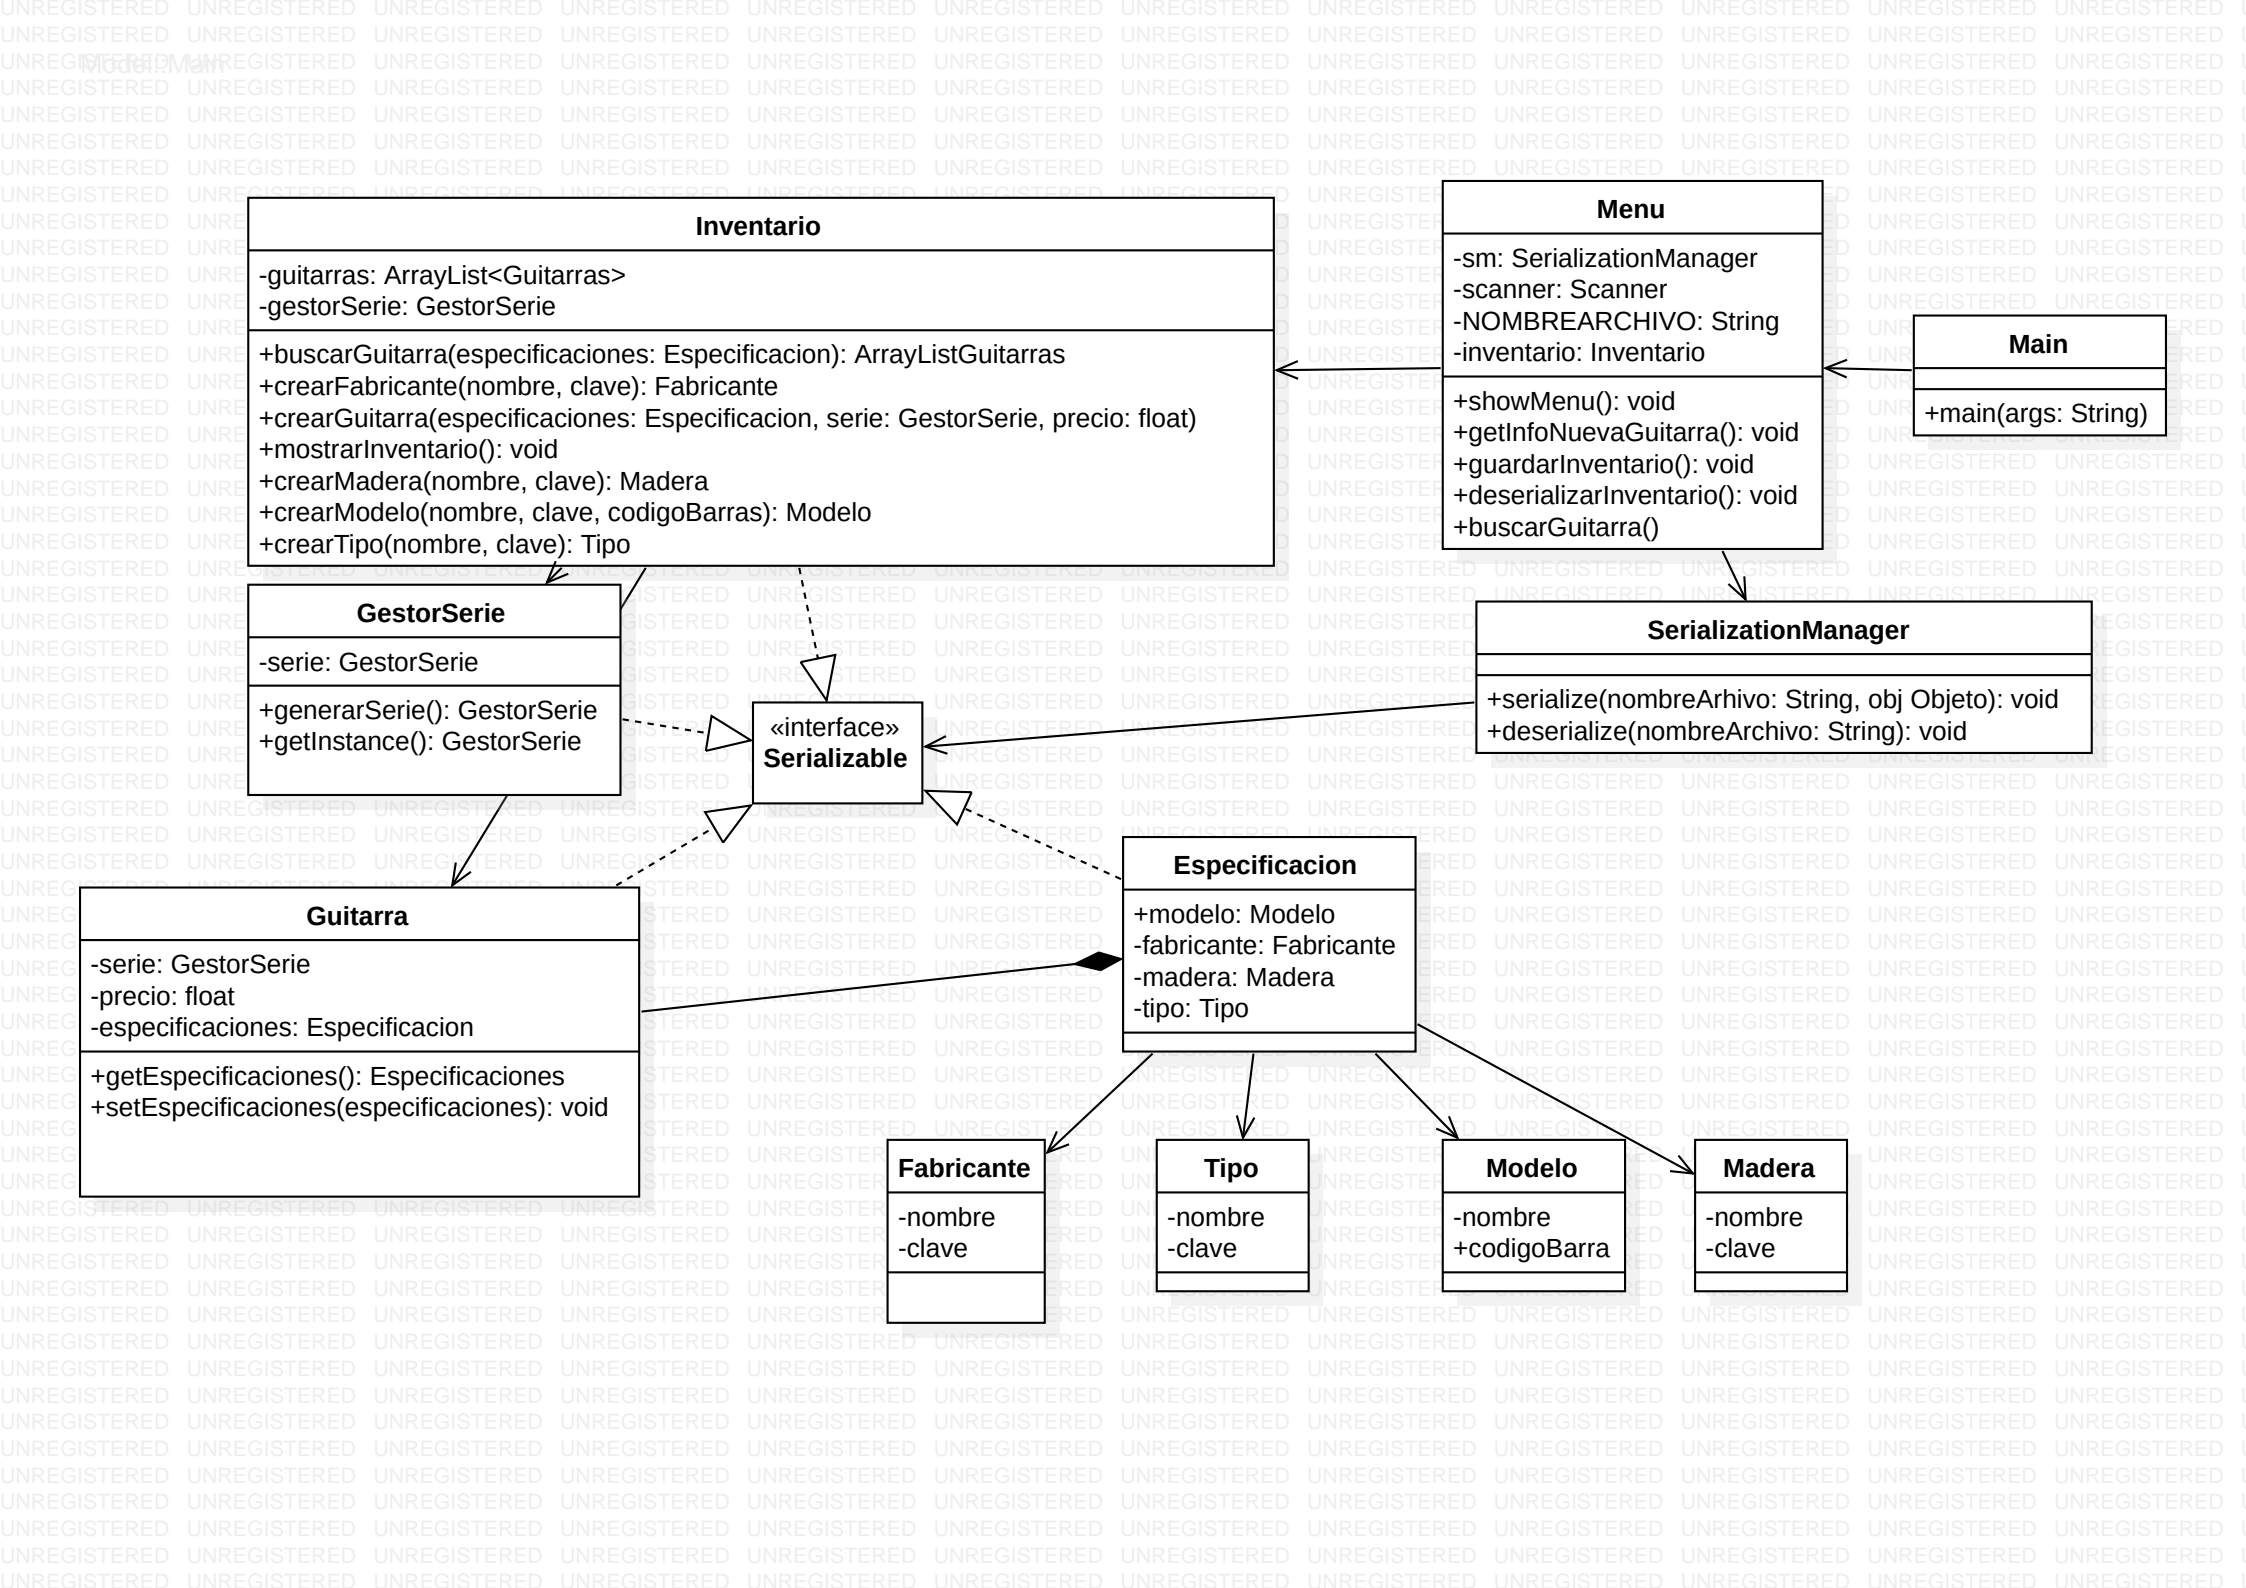 Model::Main
Inventario
-guitarras: ArrayList<Guitarras>
-gestorSerie: GestorSerie
+buscarGuitarra(especificaciones: Especificacion): ArrayListGuitarras
+crearFabricante(nombre, clave): Fabricante
+crearGuitarra(especificaciones: Especificacion, serie: GestorSerie, precio: float)
+mostrarInventario(): void
+crearMadera(nombre, clave): Madera
+crearModelo(nombre, clave, codigoBarras): Modelo
+crearTipo(nombre, clave): Tipo
Menu
-sm: SerializationManager
-scanner: Scanner
-NOMBREARCHIVO: String
-inventario: Inventario
+showMenu(): void
+getInfoNuevaGuitarra(): void
+guardarInventario(): void
+deserializarInventario(): void
+buscarGuitarra()
Main
+main(args: String)
GestorSerie
-serie: GestorSerie
+generarSerie(): GestorSerie
+getInstance(): GestorSerie
«interface»
Serializable
SerializationManager
+serialize(nombreArhivo: String, obj Objeto): void
+deserialize(nombreArchivo: String): void
Guitarra
-serie: GestorSerie
-precio: float
-especificaciones: Especificacion
+getEspecificaciones(): Especificaciones
+setEspecificaciones(especificaciones): void
Especificacion
+modelo: Modelo
-fabricante: Fabricante
-madera: Madera
-tipo: Tipo
Fabricante
-nombre
-clave
Tipo
-nombre
-clave
Modelo
-nombre
+codigoBarra
Madera
-nombre
-clave
UNREGISTERED